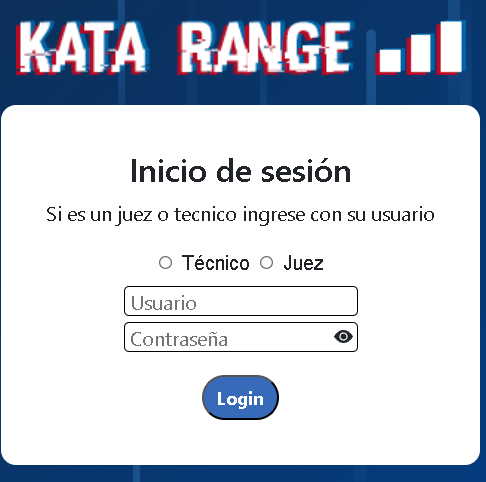 KATA RANGE
Inicio de sesión
Si es un juez o tecnico ingrese con su usuario
Técnico Juez
Usuario
Contraseña
Login